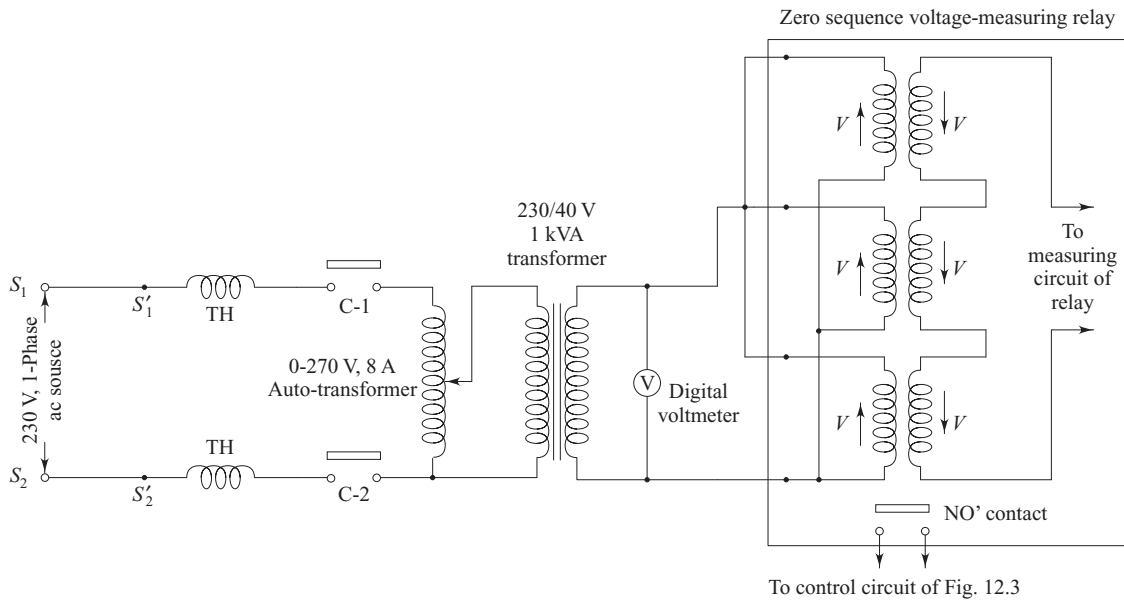 Zero sequence voltage-measuring relay
V
V
230/40 V
1 kVA
transformer
V
V
To
measuring
circuit of
relay
S₁
S′₁
TH
C-1
230 V, 1-Phase
ac sousce
0-270 V, 8 A
Auto-transformer
V
Digital
voltmeter
V
V
TH
S₂
S′₂
C-2
NO’ contact
To control circuit of Fig. 12.3